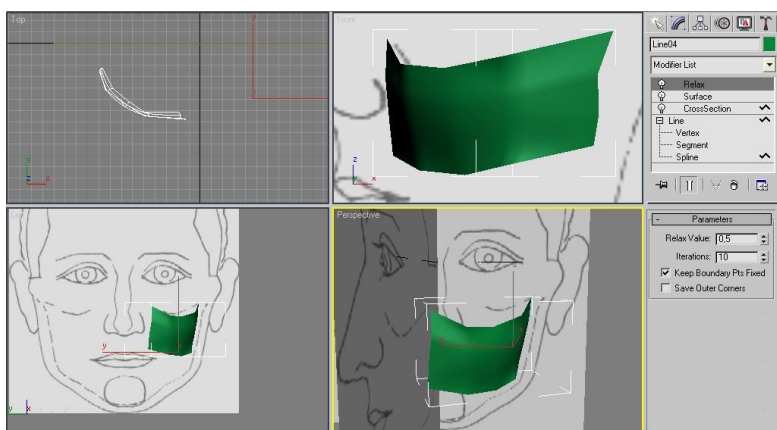 Top
y
z
x
Front
z
x
y
x
y
x
Perspective
x
Line04
Modifier List
Relax
Surface
CrossSection
Line
Vertex
Segment
Spline
Parameters
Relax Value: 0,5
Iterations: 10
Keep Boundary Pts Fixed
Save Outer Corners